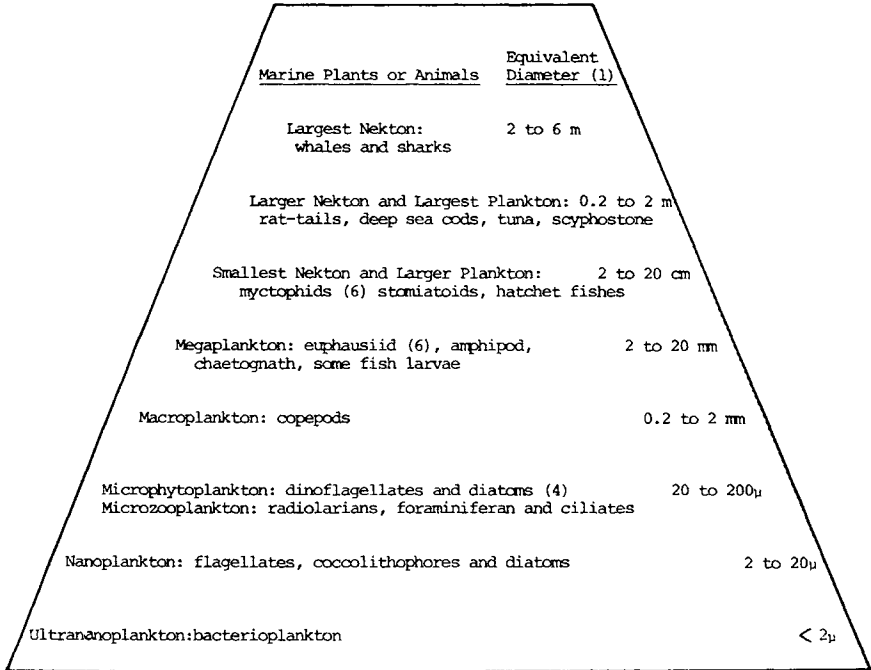 Equivalent
Marine Plants or Animals Diameter (1)
Largest Nekton: 2 to 6 m
whales and sharks
Larger Nekton and Largest Plankton: 0.2 to 2 m
rat-tails, deep sea cods, tuna, scyphostone
Smallest Nekton and Larger Plankton: 2 to 20 cm
myctophids (6) stomiatoids, hatchet fishes
Megaplankton: euphausiid (6), amphipod, 2 to 20 mm
chaetognath, some fish larvae
Macroplankton: copepods 0.2 to 2 mm
Microphytoplankton: dinoflagellates and diatoms (4) 20 to 200μ
Microzooplankton: radiolarians, foraminiferan and ciliates
Nanoplankton: flagellates, coccolithophores and diatoms 2 to 20μ
Ultrananoplankton:bacterioplankton < 2μ